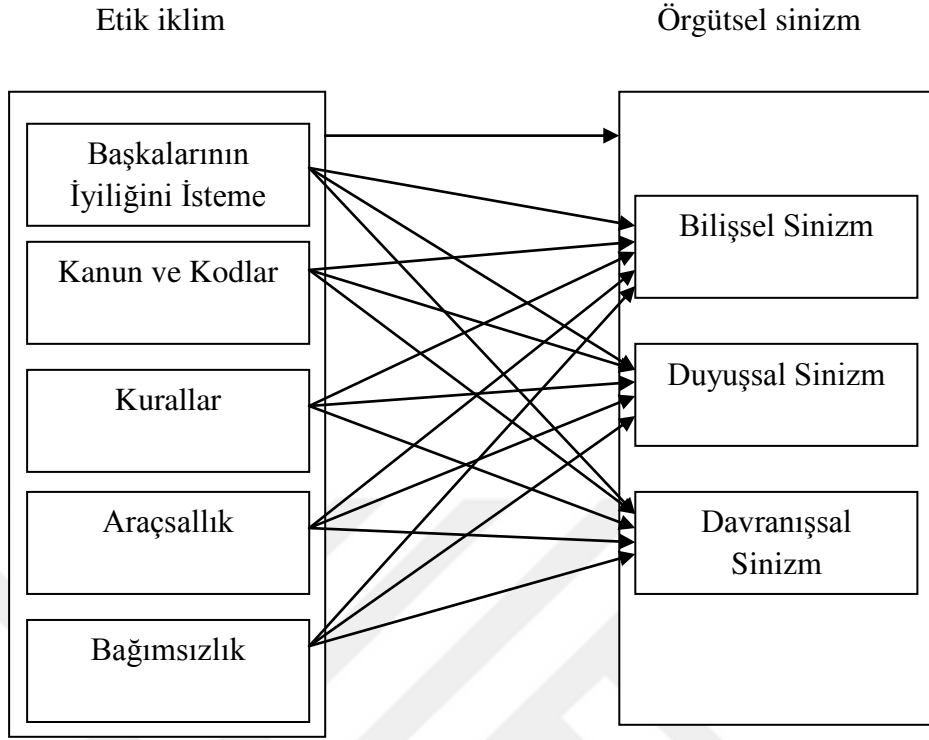 Etik iklim
Örgütsel sinizm
Başkalarının
İyiliğini İsteme
Kanun ve Kodlar
Kurallar
Araçsallık
Bağımsızlık
Bilişsel Sinizm
Duyuşsal Sinizm
Davranışsal
Sinizm